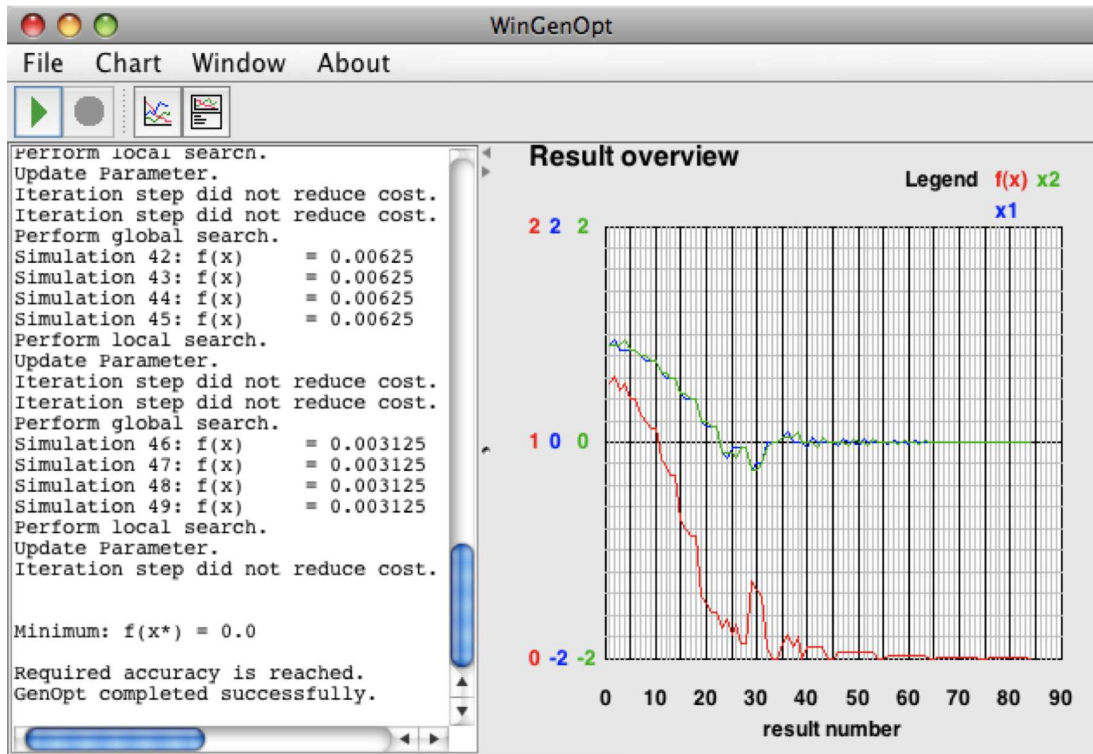 WinGenOpt
File Chart Window About
Perform local search.
Update Parameter.
Iteration step did not reduce cost.
Iteration step did not reduce cost.
Perform global search.
Simulation 42: f(x) = 0.00625
Simulation 43: f(x) = 0.00625
Simulation 44: f(x) = 0.00625
Simulation 45: f(x) = 0.00625
Perform local search.
Update Parameter.
Iteration step did not reduce cost.
Iteration step did not reduce cost.
Perform global search.
Simulation 46: f(x) = 0.003125
Simulation 47: f(x) = 0.003125
Simulation 48: f(x) = 0.003125
Simulation 49: f(x) = 0.003125
Perform local search.
Update Parameter.
Iteration step did not reduce cost.
Minimum: f(x*) = 0.0
Required accuracy is reached.
GenOpt completed successfully.
Result overview
Legend f(x) x2
x1
2 2 2
1 0 0
0 -2 -2
0 10 20 30 40 50 60 70 80 90
result number